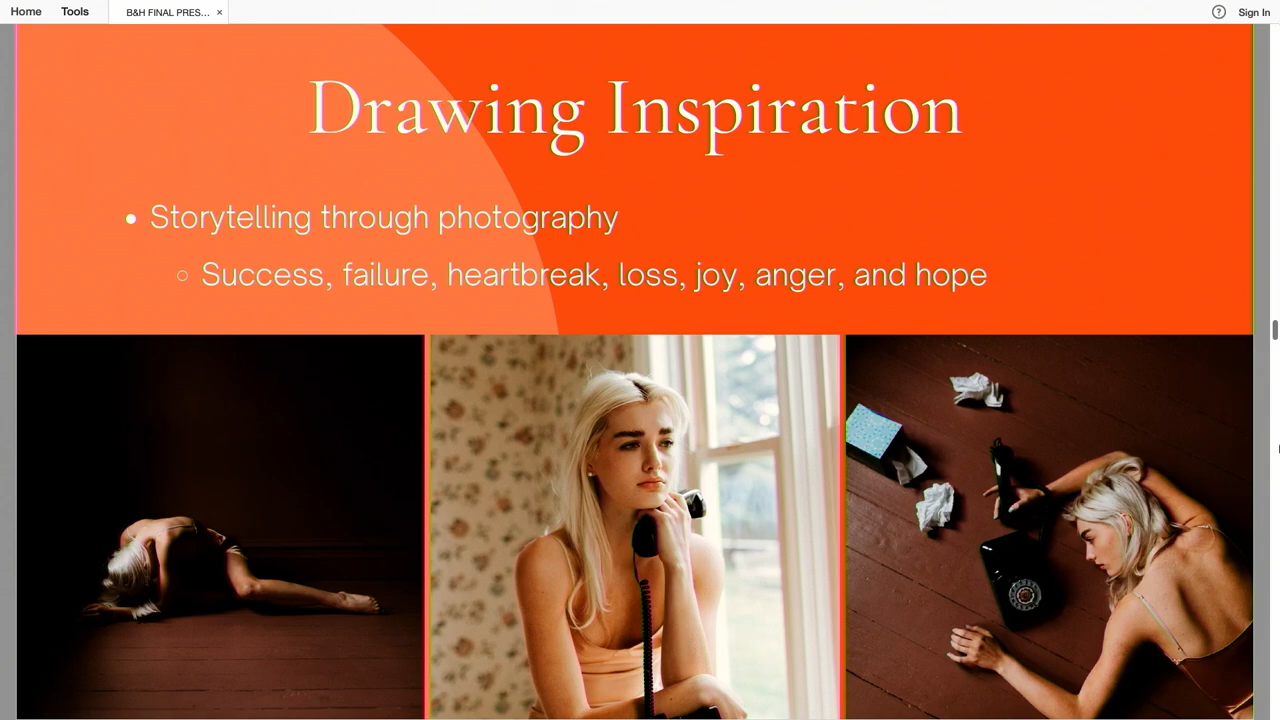 Home Tools B&H FINAL PRES... × ? Sign In
Drawing Inspiration
Storytelling through photography
Success, failure, heartbreak, loss, joy, anger, and hope